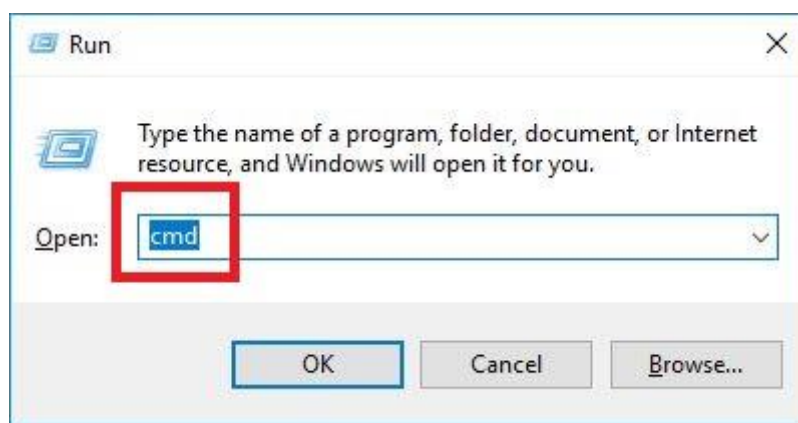 Run
Type the name of a program, folder, document, or Internet
resource, and Windows will open it for you.
Open: cmd
OK Cancel Browse...